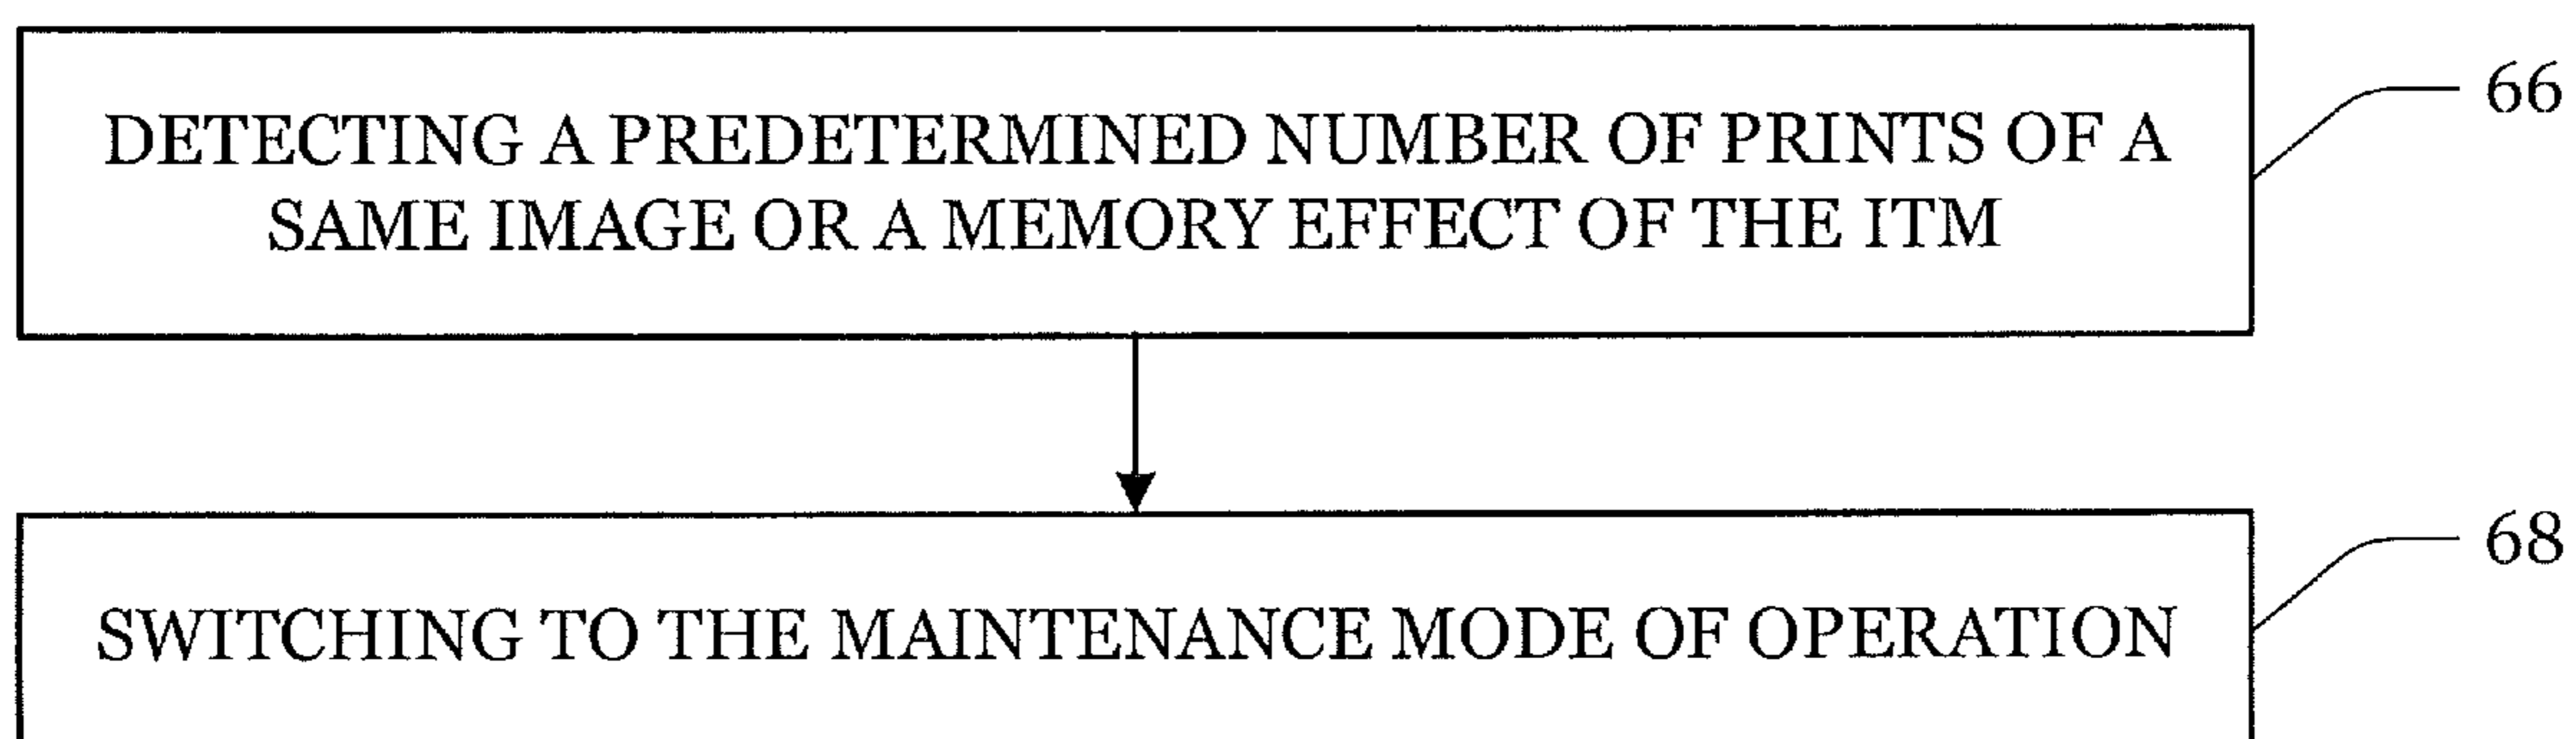 DETECTING A PREDETERMINED NUMBER OF PRINTS OF A
SAME IMAGE OR A MEMORY EFFECT OF THE ITM
66
SWITCHING TO THE MAINTENANCE MODE OF OPERATION
68